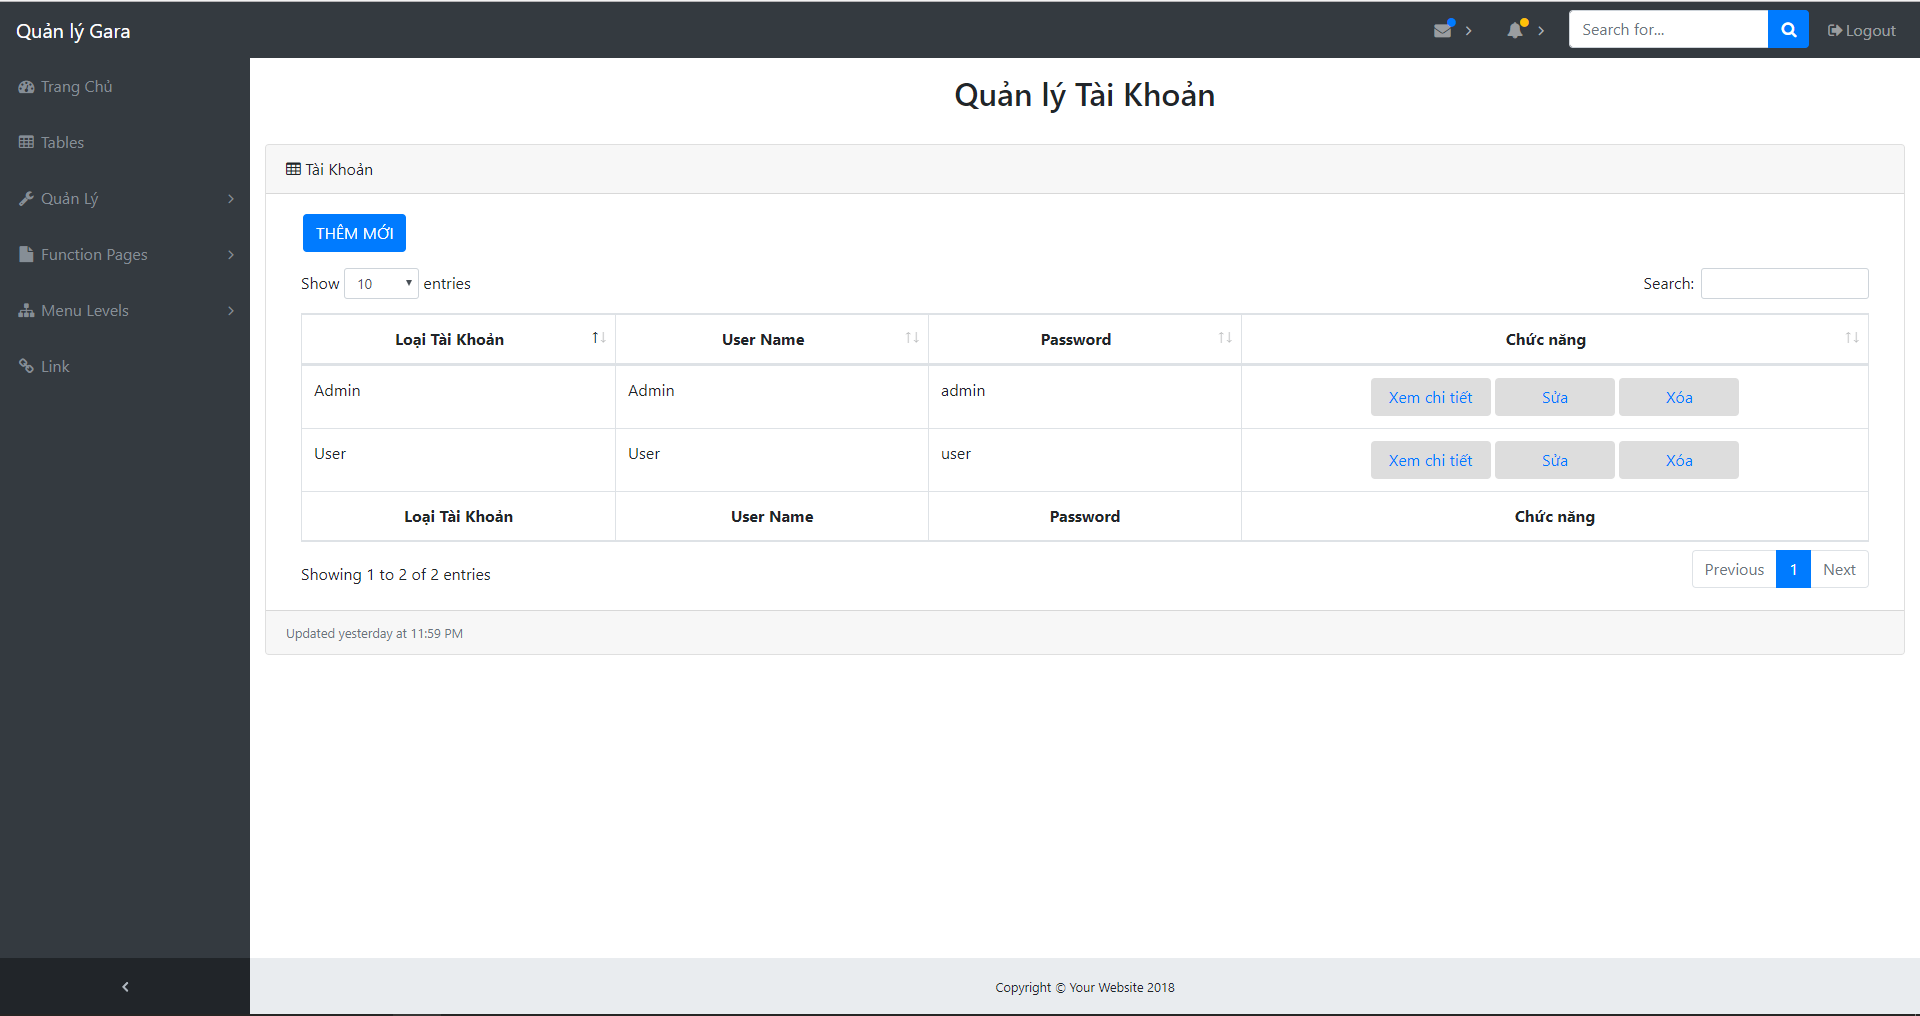 Quản lý Gara
Search for...
Logout
Trang Chủ
Tables
Quản Lý
Function Pages
Menu Levels
Link
Quản lý Tài Khoản
Tài Khoản
THÊM MỚI
Show 10 entries
Search:
Loại Tài Khoản User Name Password Chức năng
Admin Admin admin Xem chi tiết Sửa Xóa
User User user Xem chi tiết Sửa Xóa
Loại Tài Khoản User Name Password Chức năng
Showing 1 to 2 of 2 entries
Previous 1 Next
Updated yesterday at 11:59 PM
Copyright © Your Website 2018